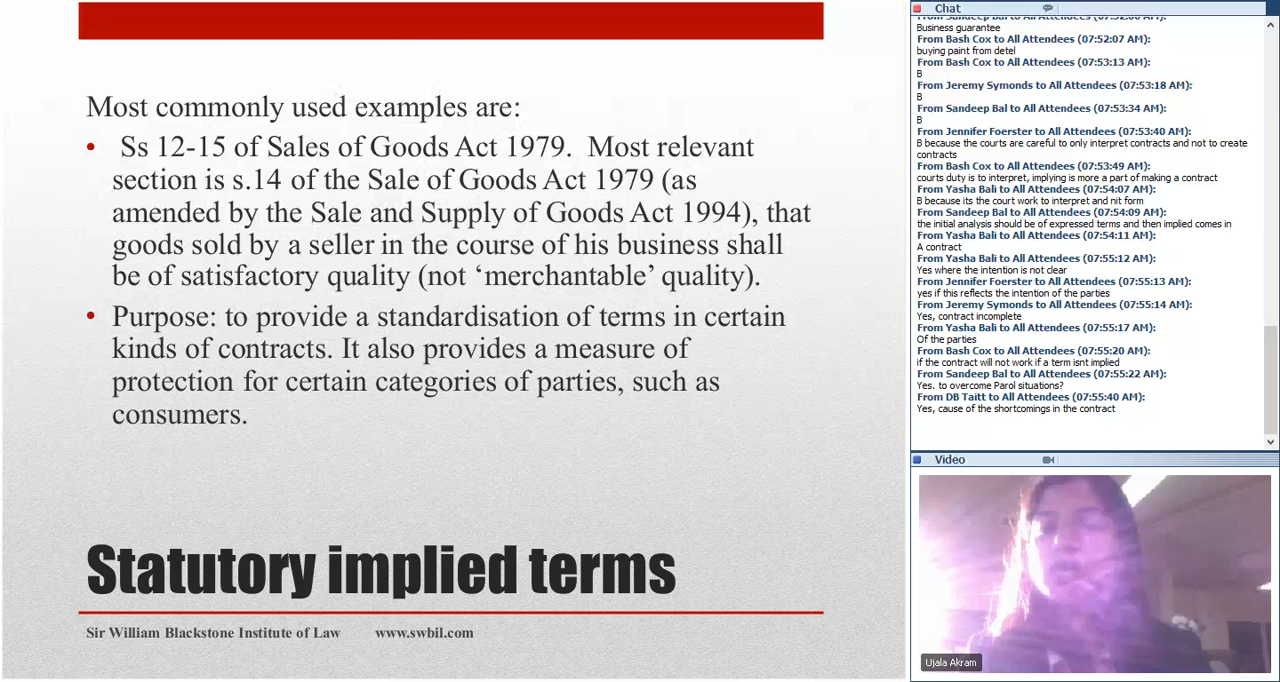 Most commonly used examples are:
• Ss 12-15 of Sales of Goods Act 1979. Most relevant
section is s.14 of the Sale of Goods Act 1979 (as
amended by the Sale and Supply of Goods Act 1994), that
goods sold by a seller in the course of his business shall
be of satisfactory quality (not ‘merchantable’ quality).
• Purpose: to provide a standardisation of terms in certain
kinds of contracts. It also provides a measure of
protection for certain categories of parties, such as
consumers.
Statutory implied terms
Sir William Blackstone Institute of Law www.swbil.com
Chat
From Sandeep Bal to All Attendees (07:52:00 AM):
Business guarantee
From Bash Cox to All Attendees (07:52:07 AM):
buying paint from detel
From Bash Cox to All Attendees (07:53:13 AM):
B
From Jeremy Symonds to All Attendees (07:53:18 AM):
B
From Sandeep Bal to All Attendees (07:53:34 AM):
B
From Jennifer Foerster to All Attendees (07:53:40 AM):
B because the courts are careful to only interpret contracts and not to create
contracts
From Bash Cox to All Attendees (07:53:49 AM):
courts duty is to interpret, implying is more a part of making a contract
From Yasha Bali to All Attendees (07:54:07 AM):
B because its the court work to interpret and nit form
From Sandeep Bal to All Attendees (07:54:09 AM):
the initial analysis should be of expressed terms and then implied comes in
From Yasha Bali to All Attendees (07:54:11 AM):
A contract
From Yasha Bali to All Attendees (07:55:12 AM):
Yes where the intention is not clear
From Jennifer Foerster to All Attendees (07:55:13 AM):
yes if this reflects the intention of the parties
From Jeremy Symonds to All Attendees (07:55:14 AM):
Yes, contract incomplete
From Yasha Bali to All Attendees (07:55:17 AM):
Of the parties
From Bash Cox to All Attendees (07:55:20 AM):
if the contract will not work if a term isnt implied
From Sandeep Bal to All Attendees (07:55:22 AM):
Yes. to overcome Parol situations?
From DB Taitt to All Attendees (07:55:40 AM):
Yes, cause of the shortcomings in the contract
Video
Ujala Akram